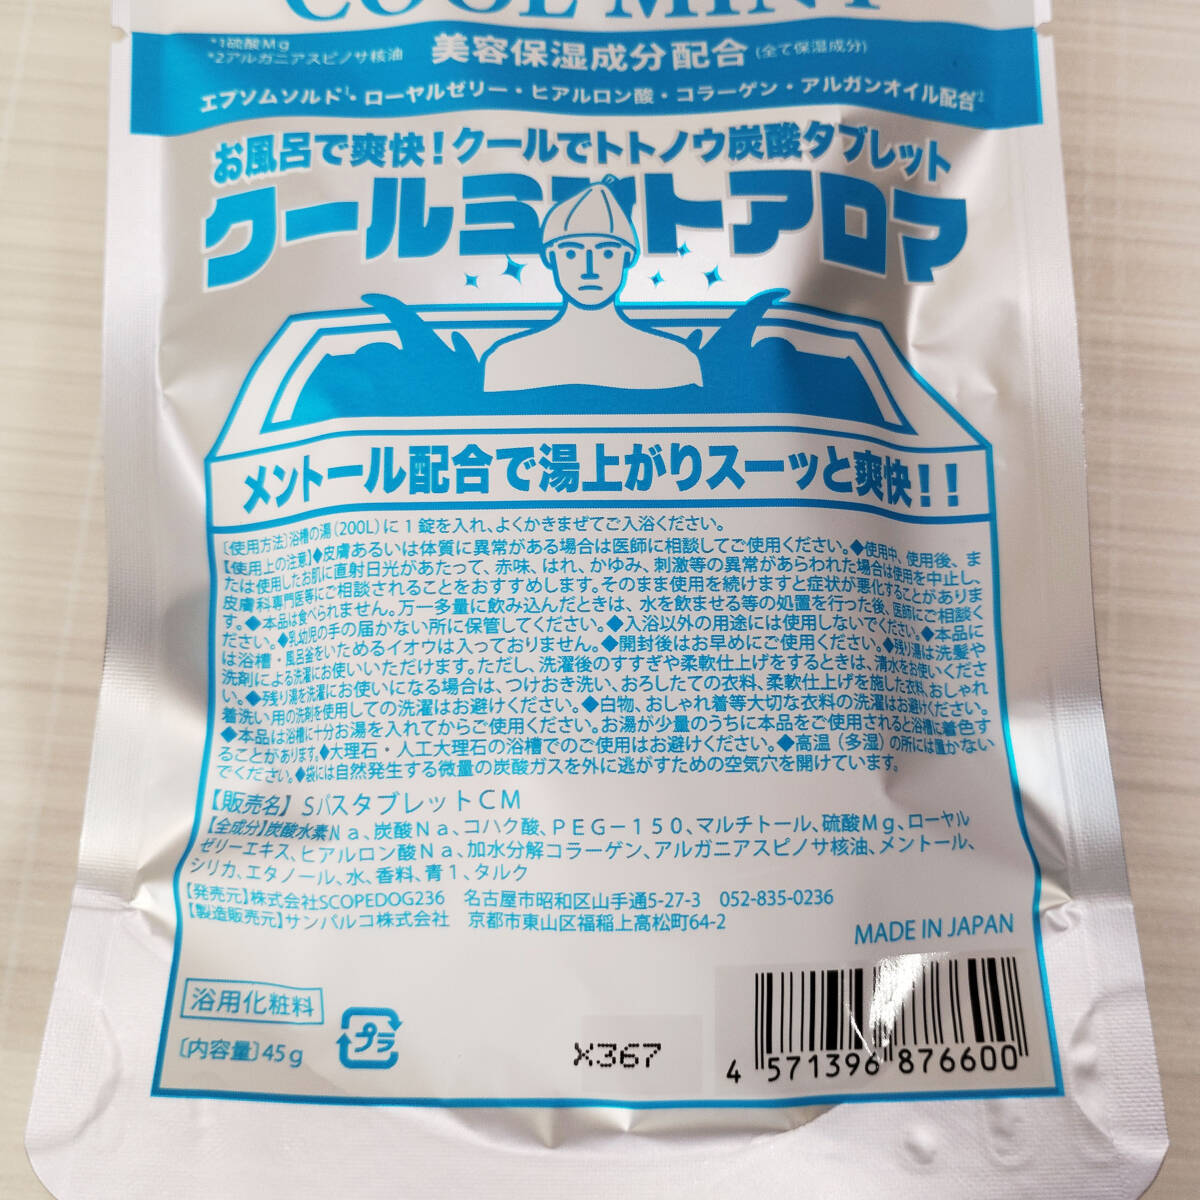 COOL MINT
*1硫酸Mg
*2アルガニアスピノサ核油
美容保湿成分配合(全て保湿成分)
エプソムソルト*1・ローヤルゼリー・ヒアルロン酸・コラーゲン・アルガンオイル配合*2
お風呂で爽快!クールでトトノウ炭酸タブレット
クールミントアロマ
メントール配合で湯上がりスーッと爽快!!
〔使用方法〕浴槽の湯(200L)に1錠を入れ、よくかきまぜてご入浴ください。
【使用上の注意】◆皮膚あるいは体質に異常がある場合は医師に相談してご使用ください。◆使用中、使用後、ま
たは使用したお肌に直射日光があたって、赤味、はれ、かゆみ、刺激等の異常があらわれた場合は使用を中止し、
皮膚科専門医等にご相談されることをおすすめします。そのまま使用を続けますと症状が悪化することがありま
す。◆本品は食べられません。万一多量に飲み込んだときは、水を飲ませる等の処置を行った後、医師にご相談く
ださい。◆乳幼児の手の届かない所に保管してください。◆入浴以外の用途には使用しないでください。◆本品に
は浴槽・風呂釜をいためるイオウは入っておりません。◆開封後はお早めにご使用ください。◆残り湯は洗髪や
洗剤による洗濯にお使いいただけます。ただし、洗濯後のすすぎや柔軟仕上げをするときは、清水をお使いくださ
い。◆残り湯を洗濯にお使いになる場合は、つけおき洗い、おろしたての衣料、柔軟仕上げを施した衣料、おしゃれ
着洗い用の洗剤を使用しての洗濯はお避けください。◆白物、おしゃれ着等大切な衣料の洗濯はお避けください。
◆本品は浴槽に十分お湯を入れてからご使用ください。お湯が少量のうちに本品をご使用されると浴槽に着色す
ることがあります。◆大理石・人工大理石の浴槽でのご使用はお避けください。◆高温(多湿)の所には置かない
でください。◆袋には自然発生する微量の炭酸ガスを外に逃がすための空気穴を開けています。
【販売名】SバスタブレットCM
【全成分】炭酸水素Na、炭酸Na、コハク酸、PEG-150、マルチトール、硫酸Mg、ローヤル
ゼリーエキス、ヒアルロン酸Na、加水分解コラーゲン、アルガニアスピノサ核油、メントール、
シリカ、エタノール、水、香料、青1、タルク
【発売元】株式会社SCOPEDOG236 名古屋市昭和区山手通5-27-3 052-835-0236
【製造販売元】サンパルコ株式会社 京都市東山区福稲上高松町64-2
MADE IN JAPAN
浴用化粧料
〔内容量〕45g
プラ
X367
4 571396 876600